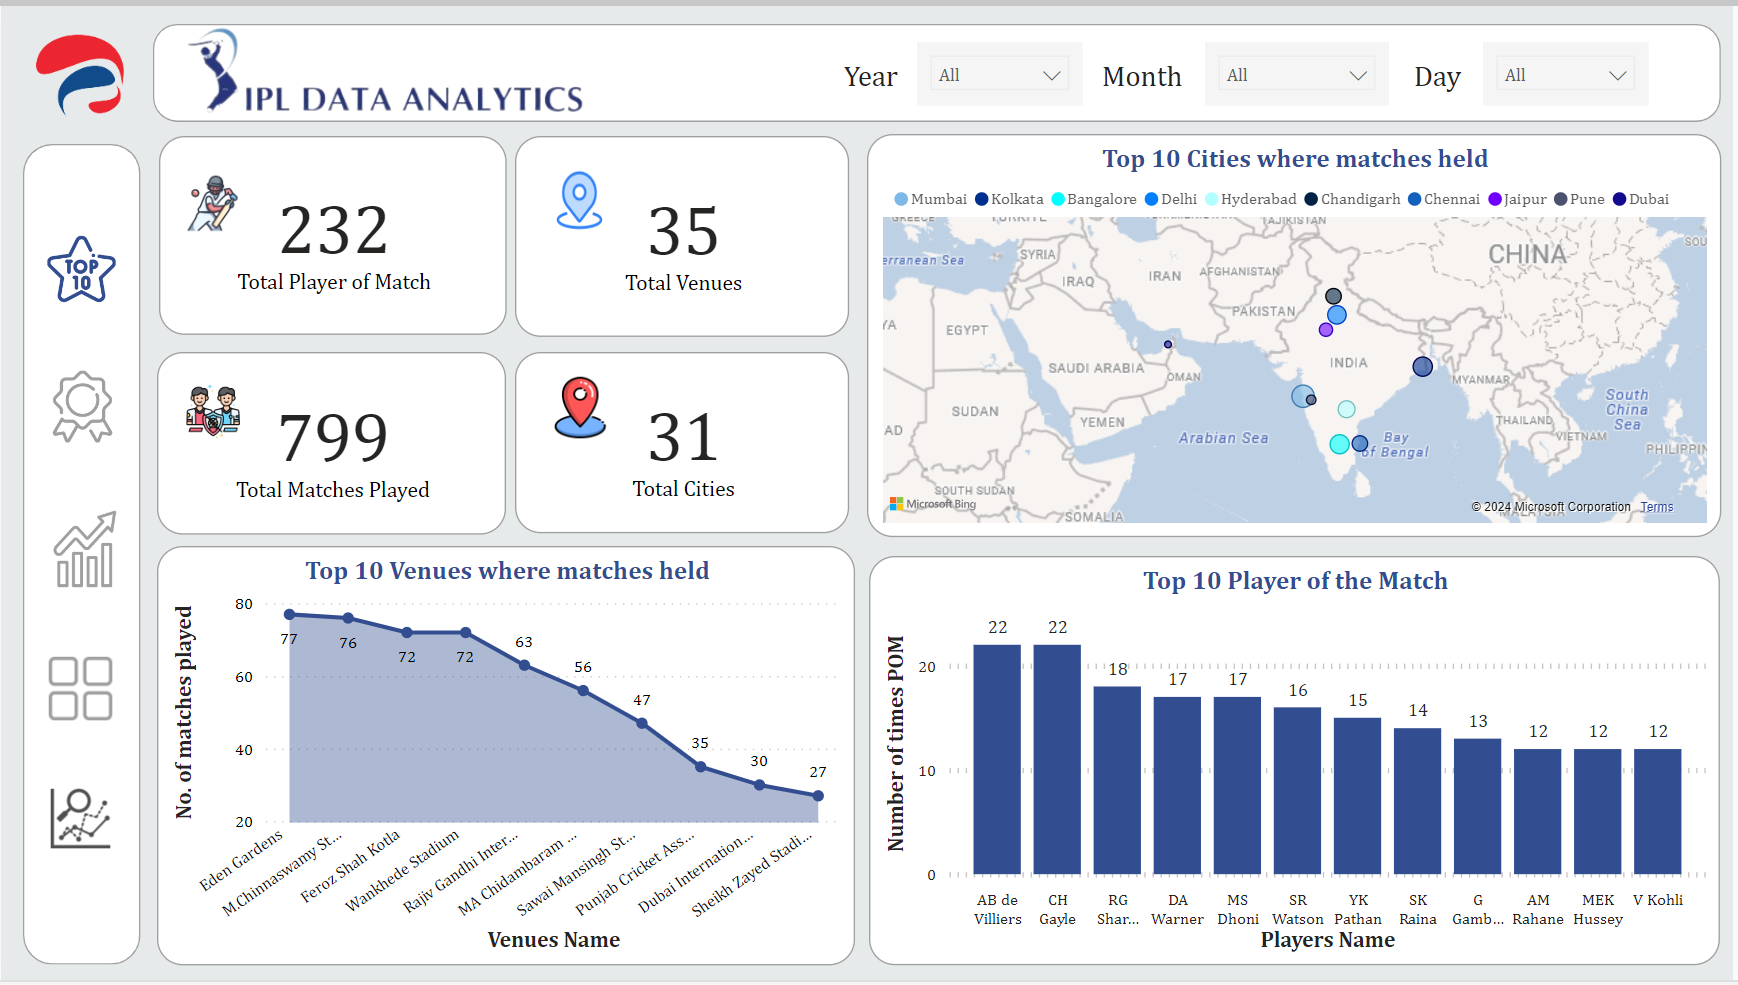 IPL DATA ANALYTICS
Year All Month All Day All
TOP
10
232
Total Player of Match
35
Total Venues
799
Total Matches Played
31
Total Cities
Top 10 Cities where matches held
Mumbai Kolkata Bangalore Delhi Hyderabad Chandigarh Chennai Jaipur Pune Dubai
GREECE
TÜRKİYE
TAJIKISTAN
SOU
CHINA
erranean Sea
SYRIA
IRAQ
IRAN
AFGHANISTAN
PAKISTAN
YA
EGYPT
SAUDI ARABIA
OMAN
INDIA
MYANMAR
SUDAN
YEMEN
AD
Arabian Sea
Bay
of Bengal
South
China
Sea
THAILAND
VIETNAM
PHILIPPIN
SOUTH SUDAN
SOMALIA
MALAYSIA
Microsoft Bing
© 2024 Microsoft Corporation Terms
Top 10 Venues where matches held
No. of matches played
80
60
40
20
77
76
72
72
63
56
47
35
30
27
Eden Gardens
M.Chinnaswamy St...
Feroz Shah Kotla
Wankhede Stadium
Rajiv Gandhi Inter...
MA Chidambaram ...
Sawai Mansingh St...
Punjab Cricket Ass...
Dubai Internation...
Sheikh Zayed Stadi...
Venues Name
Top 10 Player of the Match
Number of times POM
20
10
0
22
22
18
17
17
16
15
14
13
12
12
12
AB de
Villiers
CH
Gayle
RG
Shar...
DA
Warner
MS
Dhoni
SR
Watson
YK
Pathan
SK
Raina
G
Gamb...
AM
Rahane
MEK
Hussey
V Kohli
Players Name